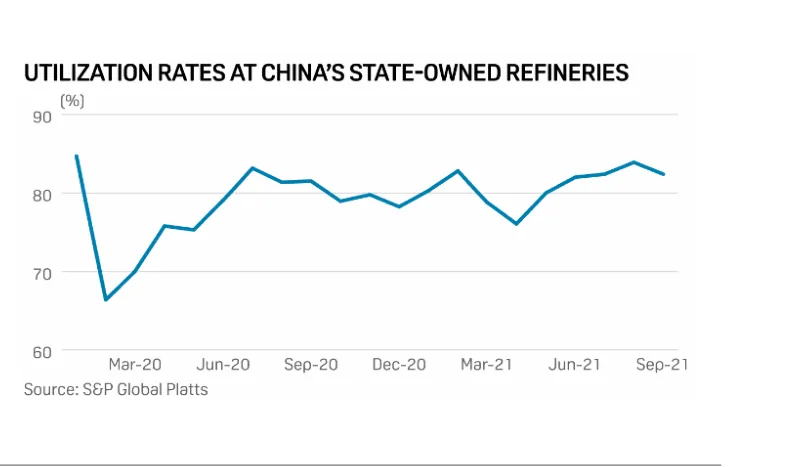 UTILIZATION RATES AT CHINA'S STATE-OWNED REFINERIES
(%)
90
80
70
60
Mar-20 Jun-20 Sep-20 Dec-20 Mar-21 Jun-21 Sep-21
Source: S&P Global Platts